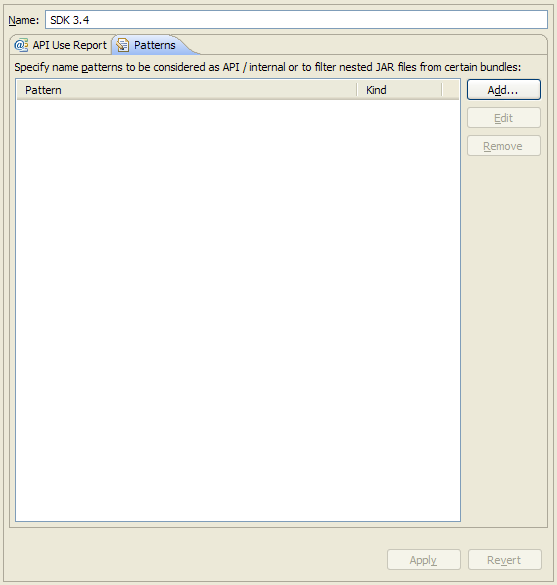 Name: SDK 3.4
API Use Report Patterns
Specify name patterns to be considered as API / internal or to filter nested JAR files from certain bundles:
Pattern Kind Add...
Edit
Remove
Apply Revert